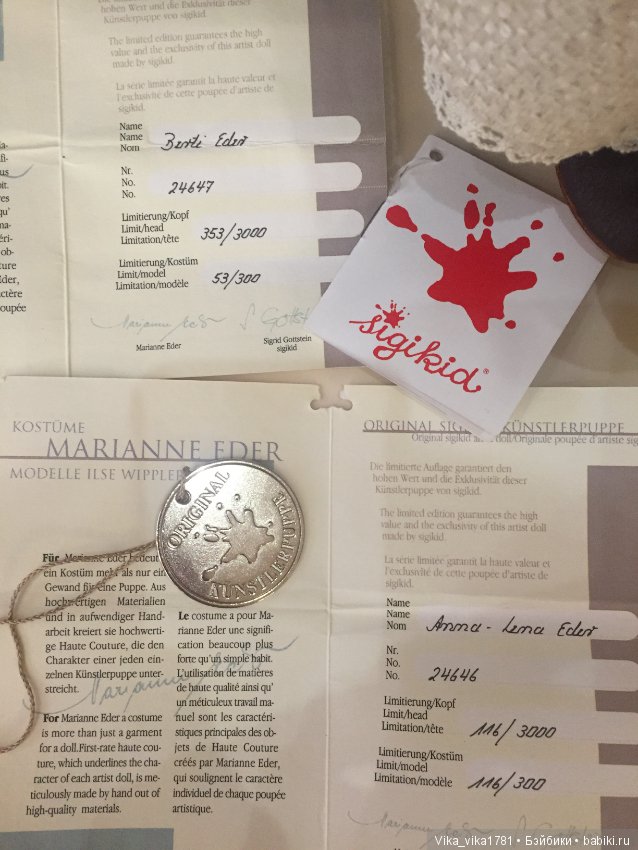 hohen Wert und die Exklusivität dieser
Künstlerpuppe von sigikid.
The limited edition guarantees the high
value and the exclusivity of this artist doll
made by sigikid.
La série limitée garantit la haute valeur et
l'exclusivité de cette poupée d'artiste de
sigikid.
Name
Name
Nom
Berti Eder
Nr.
No.
No.
24647
Limitierung/Kopf
Limit/head
Limitation/tête
353/3000
Limitierung/Kostüm
Limit/model
Limitation/modèle
53/300
Marianne Eder
Sigrid Gottstein
sigikid
sigikid®
KOSTÜME
MARIANNE EDER
MODELLE ILSE WIPPLER
ORIGINAL
KÜNSTLERPUPPE
Für Marianne Eder bedeutet
ein Kostüm mehr als nur ein
Gewand für eine Puppe. Aus
hochwertigen Materialien
und in aufwendiger Hand-
arbeit kreiert sie hochwerti-
ge Haute Couture, die den
Charakter einer jeden ein-
zelnen Künstlerpuppe unter-
streicht.
For Marianne Eder a costume
is more than just a garment
for a doll. First-rate haute cou-
ture, which underlines the cha-
racter of each artist doll, is me-
ticulously made by hand out of
high-quality materials.
Le costume a pour Ma-
rianne Eder une signifi-
cation beaucoup plus
forte qu'un simple habit.
L'utilisation de matières
de haute qualité ainsi qu'
un méticuleux travail ma-
nuel sont les caractéri-
stiques principales des ob-
jets de Haute Couture
créés par Marianne Eder,
qui soulignent le caractère
individuel de chaque poupée
artistique.
ORIGINAL SIG KÜNSTLERPUPPE
Original sigikid doll/Originale poupée d'artiste sig
Die limitierte Auflage garantiert den
hohen Wert und die Exklusivität dieser
Künstlerpuppe von sigikid.
The limited edition guarantees the high
value and the exclusivity of this artist doll
made by sigikid.
La série limitée garantit la haute valeur et
l'exclusivité de cette poupée d'artiste de
sigikid.
Name
Name
Nom
Anna-Lena Eder
Nr.
No.
No.
24646
Limitierung/Kopf
Limit/head
Limitation/tête
116/3000
Limitierung/Kostüm
Limit/model
Limitation/modèle
116/300
Vika_vika1781 • Бэйбики • babiki.ru